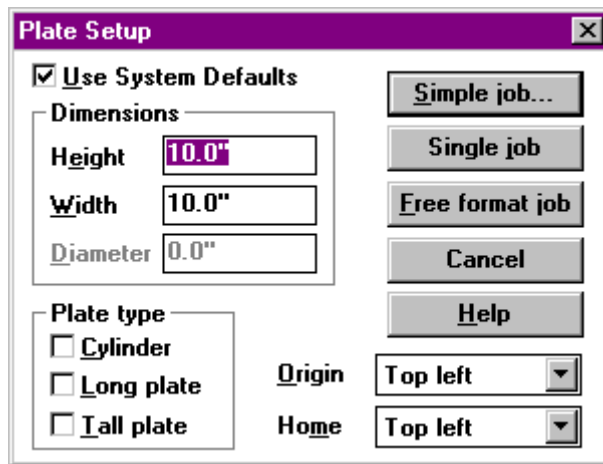 Plate Setup
Use System Defaults
Dimensions
Height 10.0"
Width 10.0"
Diameter 0.0"
Plate type
Cylinder
Long plate
Tall plate
Simple job...
Single job
Free format job
Cancel
Help
Origin Top left
Home Top left